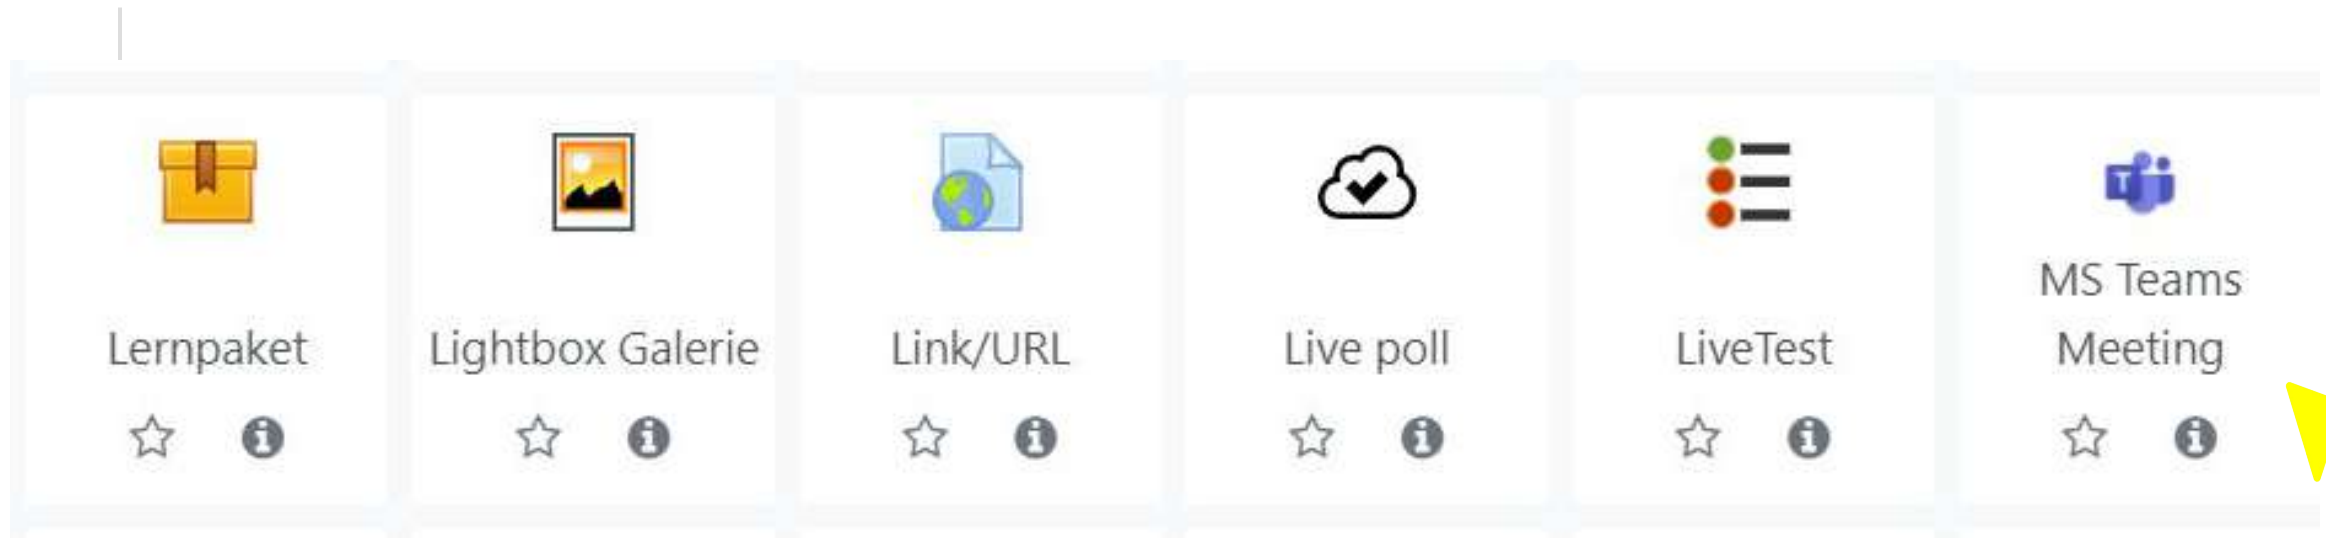 Lernpaket
Lightbox Galerie
Link/URL
Live poll
LiveTest
MS Teams
Meeting